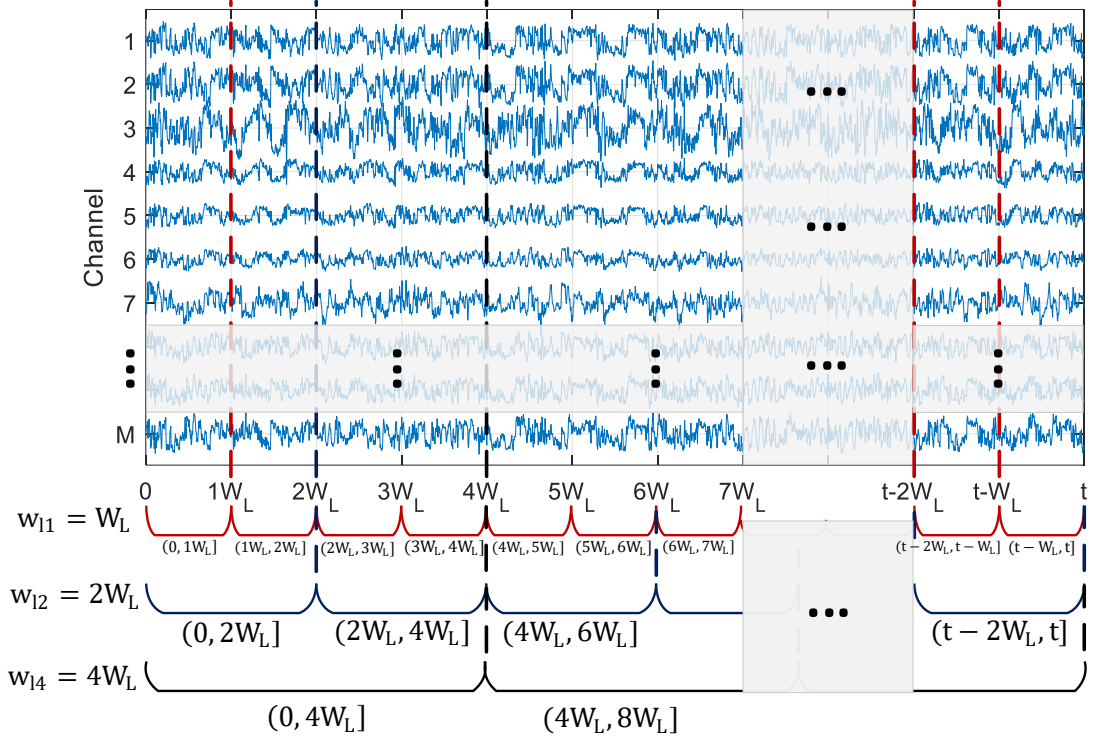 Channel
1
2
3
4
5
6
7
M
0 1W_L 2W_L 3W_L 4W_L 5W_L 6W_L 7W_L t-2W_L t-W_L t
w_l1 = W_L
(0, 1W_L] (1W_L, 2W_L] (2W_L, 3W_L] (3W_L, 4W_L] (4W_L, 5W_L] (5W_L, 6W_L] (6W_L, 7W_L] (t − 2W_L, t − W_L] (t − W_L, t]
w_l2 = 2W_L
(0, 2W_L] (2W_L, 4W_L] (4W_L, 6W_L] (t − 2W_L, t]
w_l4 = 4W_L
(0, 4W_L] (4W_L, 8W_L]